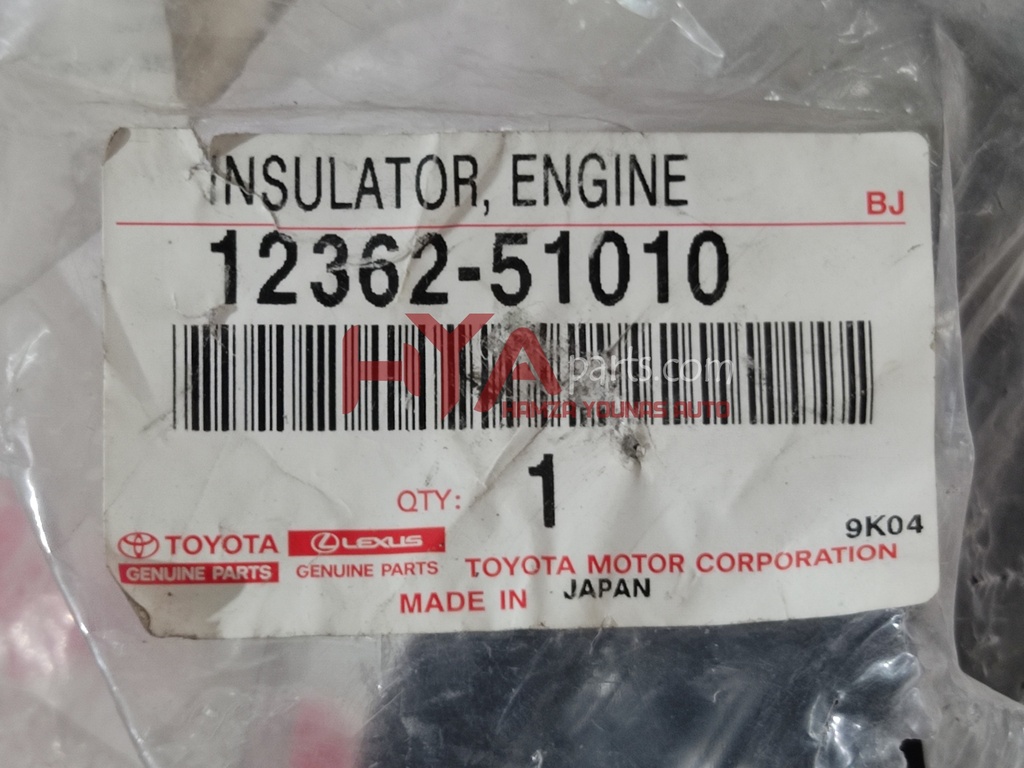 INSULATOR, ENGINE
BJ
12362-51010
HYA parts.com
HAMZA YOUNAS AUTO
QTY: 1
9K04
TOYOTA LEXUS
GENUINE PARTS GENUINE PARTS
TOYOTA MOTOR CORPORATION
MADE IN JAPAN